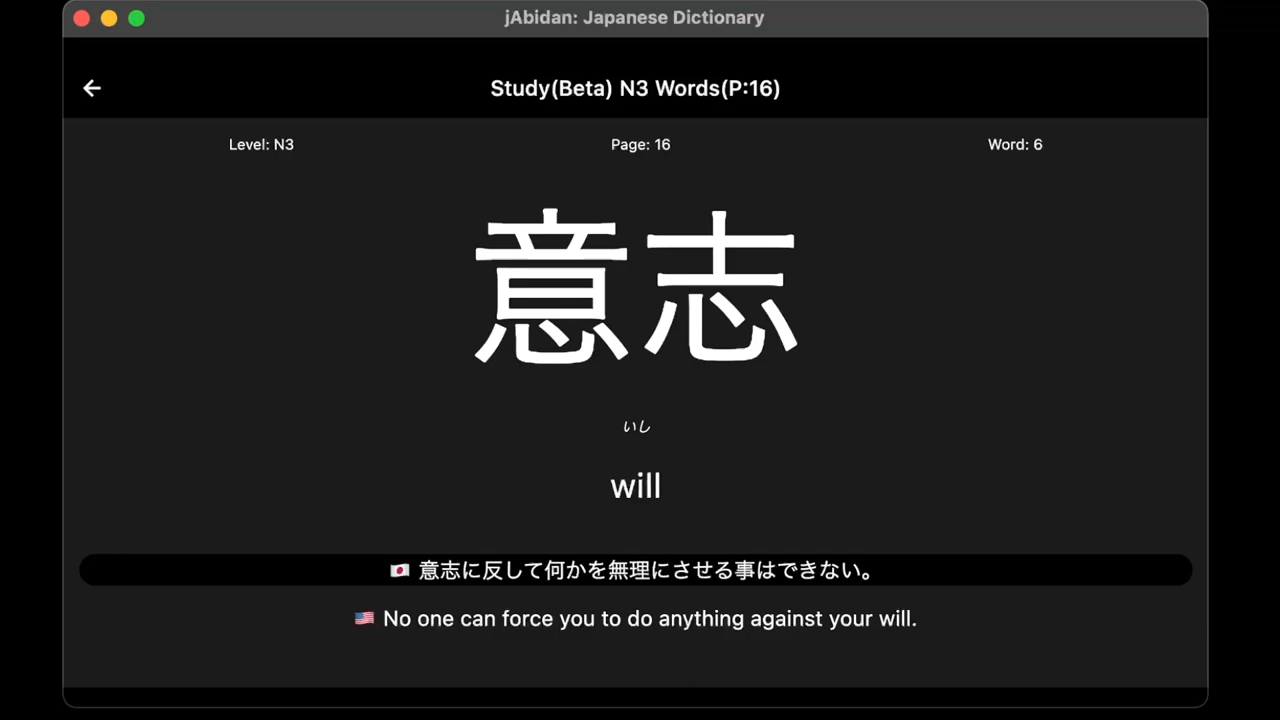 jAbidan: Japanese Dictionary
Study(Beta) N3 Words(P:16)
Level: N3 Page: 16 Word: 6
意志
いし
will
意志に反して何かを無理にさせる事はできない。
No one can force you to do anything against your will.